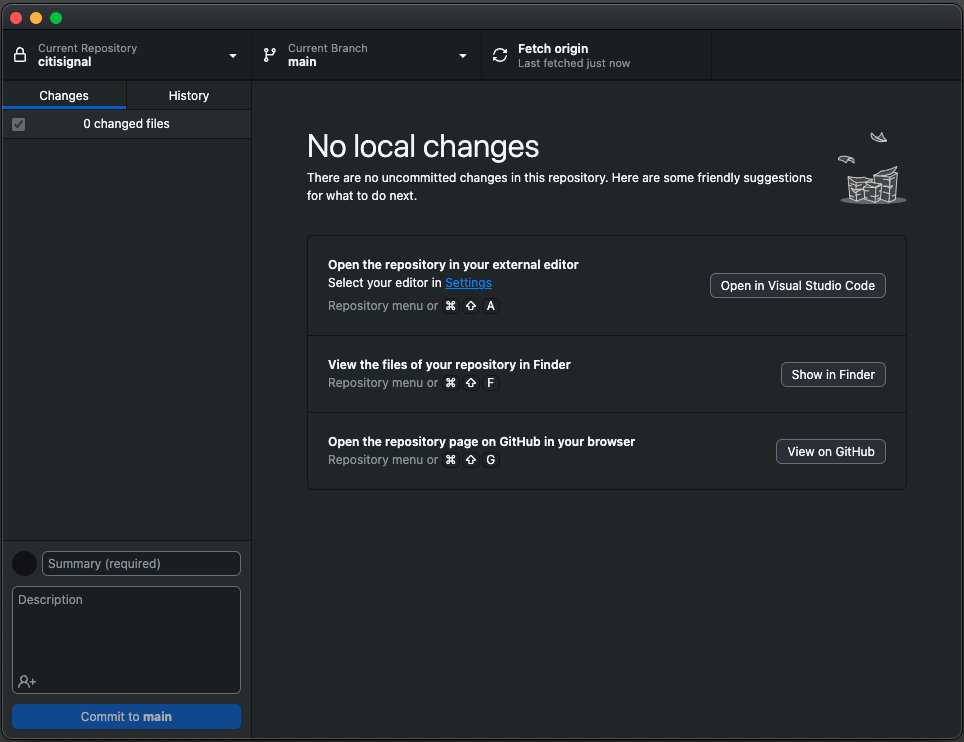 Current Repository
citisignal
Current Branch
main
Fetch origin
Last fetched just now
Changes
History
0 changed files
No local changes
There are no uncommitted changes in this repository. Here are some friendly suggestions
for what to do next.
Open the repository in your external editor
Select your editor in Settings
Repository menu or ⌘ ⇧ A
Open in Visual Studio Code
View the files of your repository in Finder
Repository menu or ⌘ ⇧ F
Show in Finder
Open the repository page on GitHub in your browser
Repository menu or ⌘ ⇧ G
View on GitHub
Summary (required)
Description
Commit to main